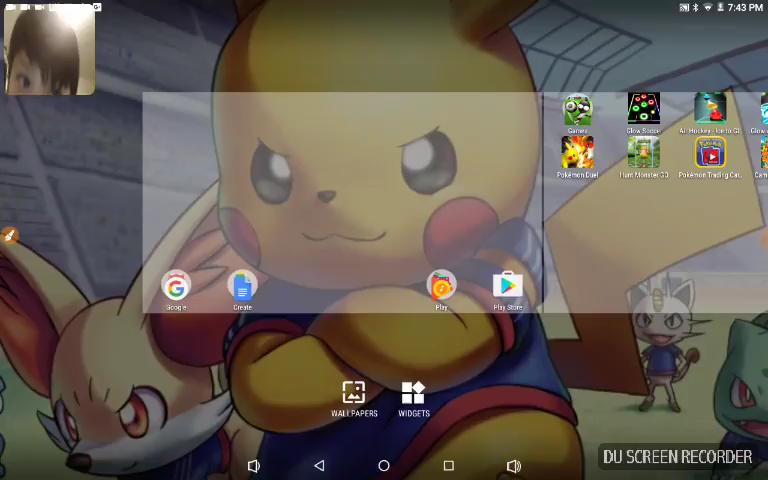 7:43 PM
Games
Glow Soccer
Air Hockey - Ice to Gl..
Pokémon Duel
Hunt Monster GO
Pokémon Trading Car..
Google
Create
Play
Play Store
WALLPAPERS
WIDGETS
DU SCREEN RECORDER